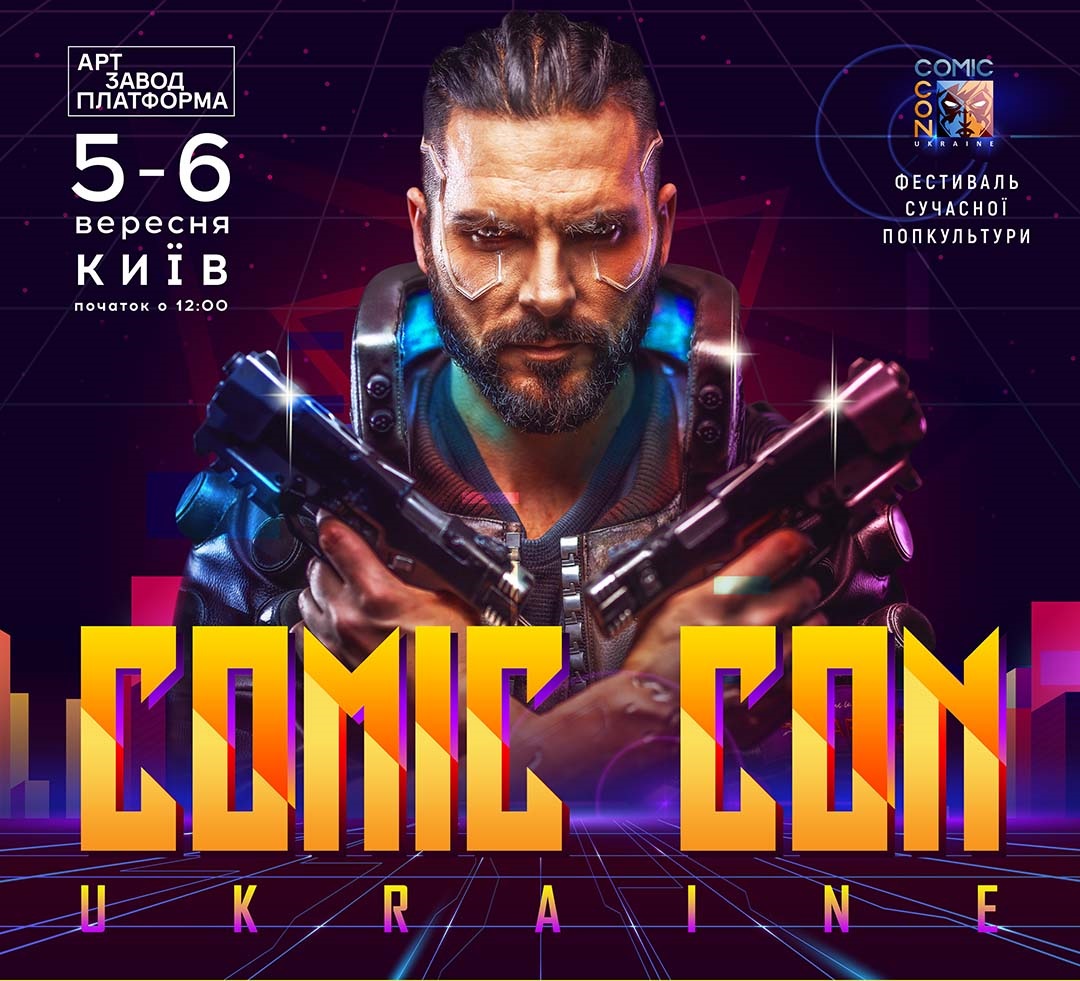 АРТ
ЗАВОД
ПЛАТФОРМА
5-6
вересня
КИЇВ
початок о 12:00
COMIC
CON
UKRAINE
ФЕСТИВАЛЬ
СУЧАСНОЇ
ПОПКУЛЬТУРИ
COMIC CON
UKRAINE